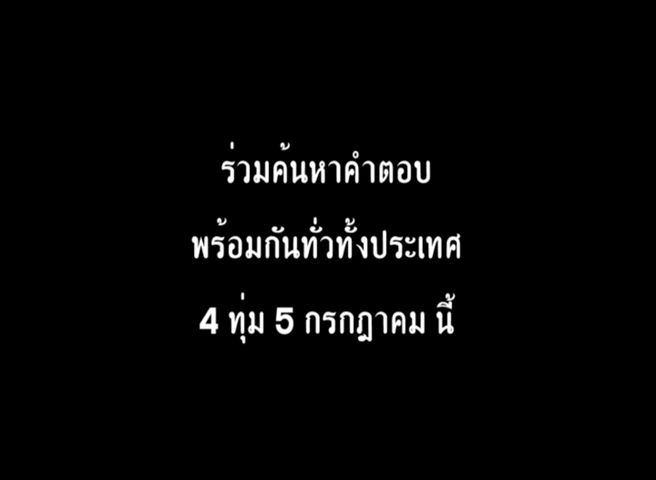 ร่วมค้นหาคำตอบ
พร้อมกันทั่วทั้งประเทศ
4 ทุ่ม 5 กรกฎาคม นี้